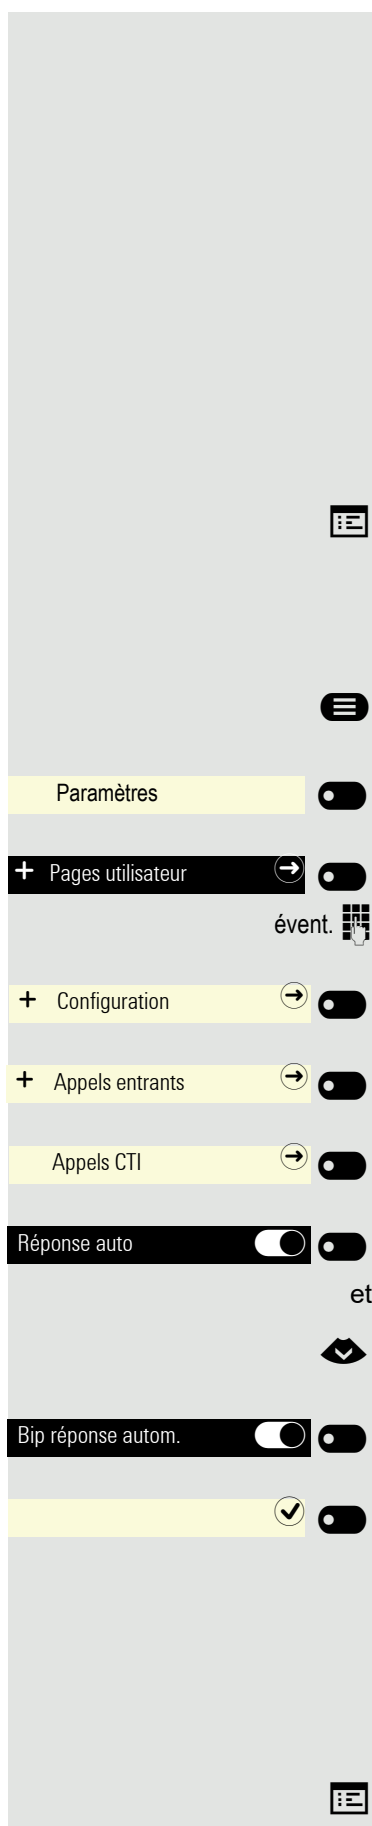 Paramètres
+ Pages utilisateur
évent.
+ Configuration
+ Appels entrants
Appels CTI
Réponse auto
et
Bip réponse autom.